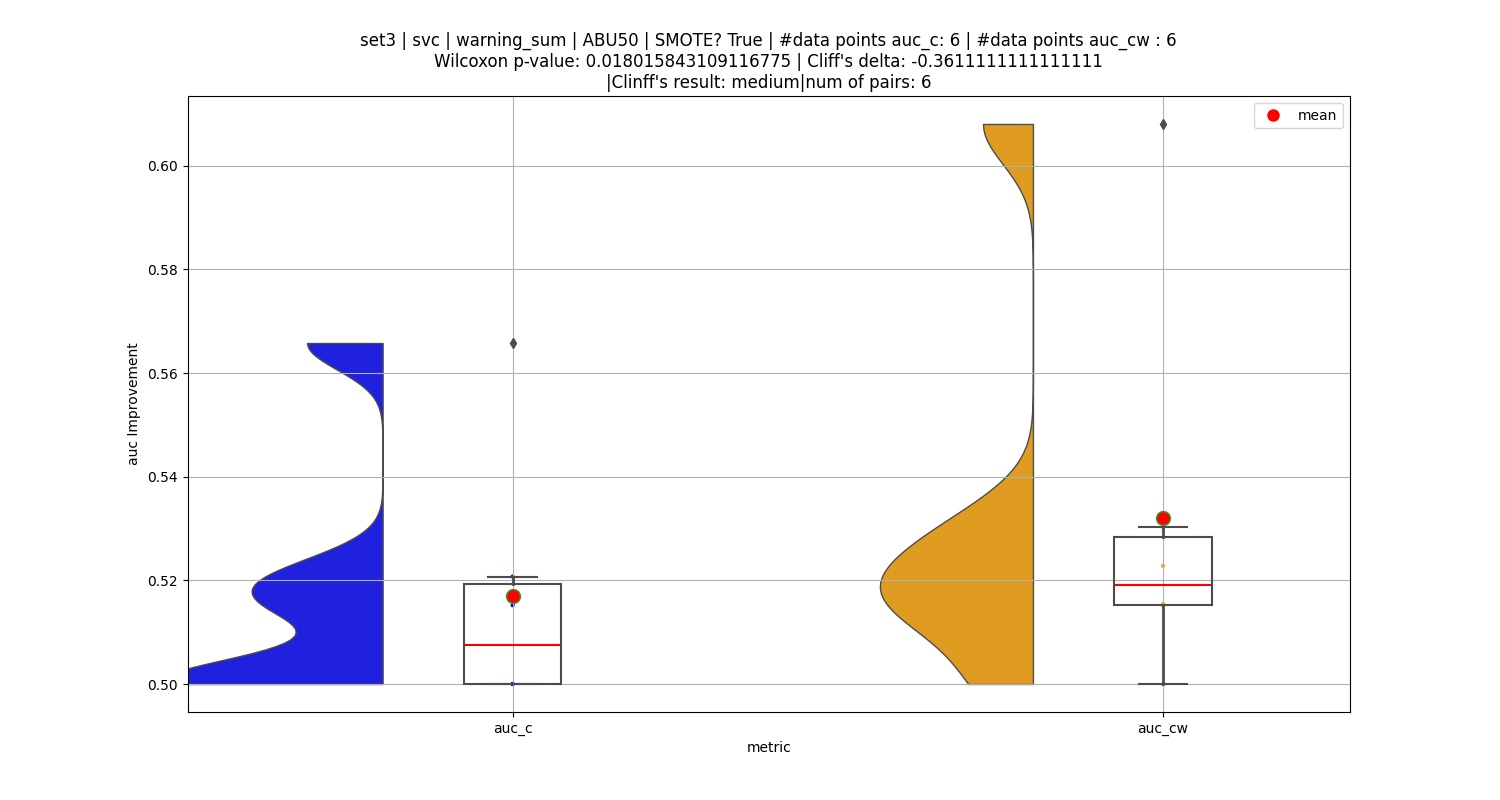 set3 | svc | warning_sum | ABU50 | SMOTE? True | #data points auc_c: 6 | #data points auc_cw : 6
Wilcoxon p-value: 0.018015843109116775 | Cliff's delta: -0.3611111111111111
|Clinff's result: medium|num of pairs: 6
mean
0.60
0.58
0.56
0.54
0.52
0.50
auc Improvement
auc_c
auc_cw
metric